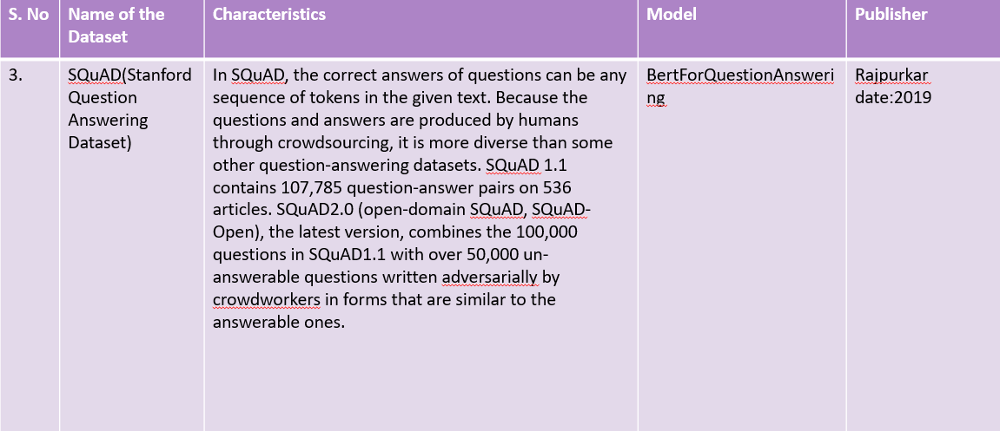 S. No
Name of the
Dataset
Characteristics
Model
Publisher
3.
SQuAD(Stanford
Question
Answering
Dataset)
In SQuAD, the correct answers of questions can be any
sequence of tokens in the given text. Because the
questions and answers are produced by humans
through crowdsourcing, it is more diverse than some
other question-answering datasets. SQuAD 1.1
contains 107,785 question-answer pairs on 536
articles. SQuAD2.0 (open-domain SQuAD, SQuAD-
Open), the latest version, combines the 100,000
questions in SQuAD1.1 with over 50,000 un-
answerable questions written adversarially by
crowdworkers in forms that are similar to the
answerable ones.
BertForQuestionAnsweri
ng
Rajpurkar
date:2019